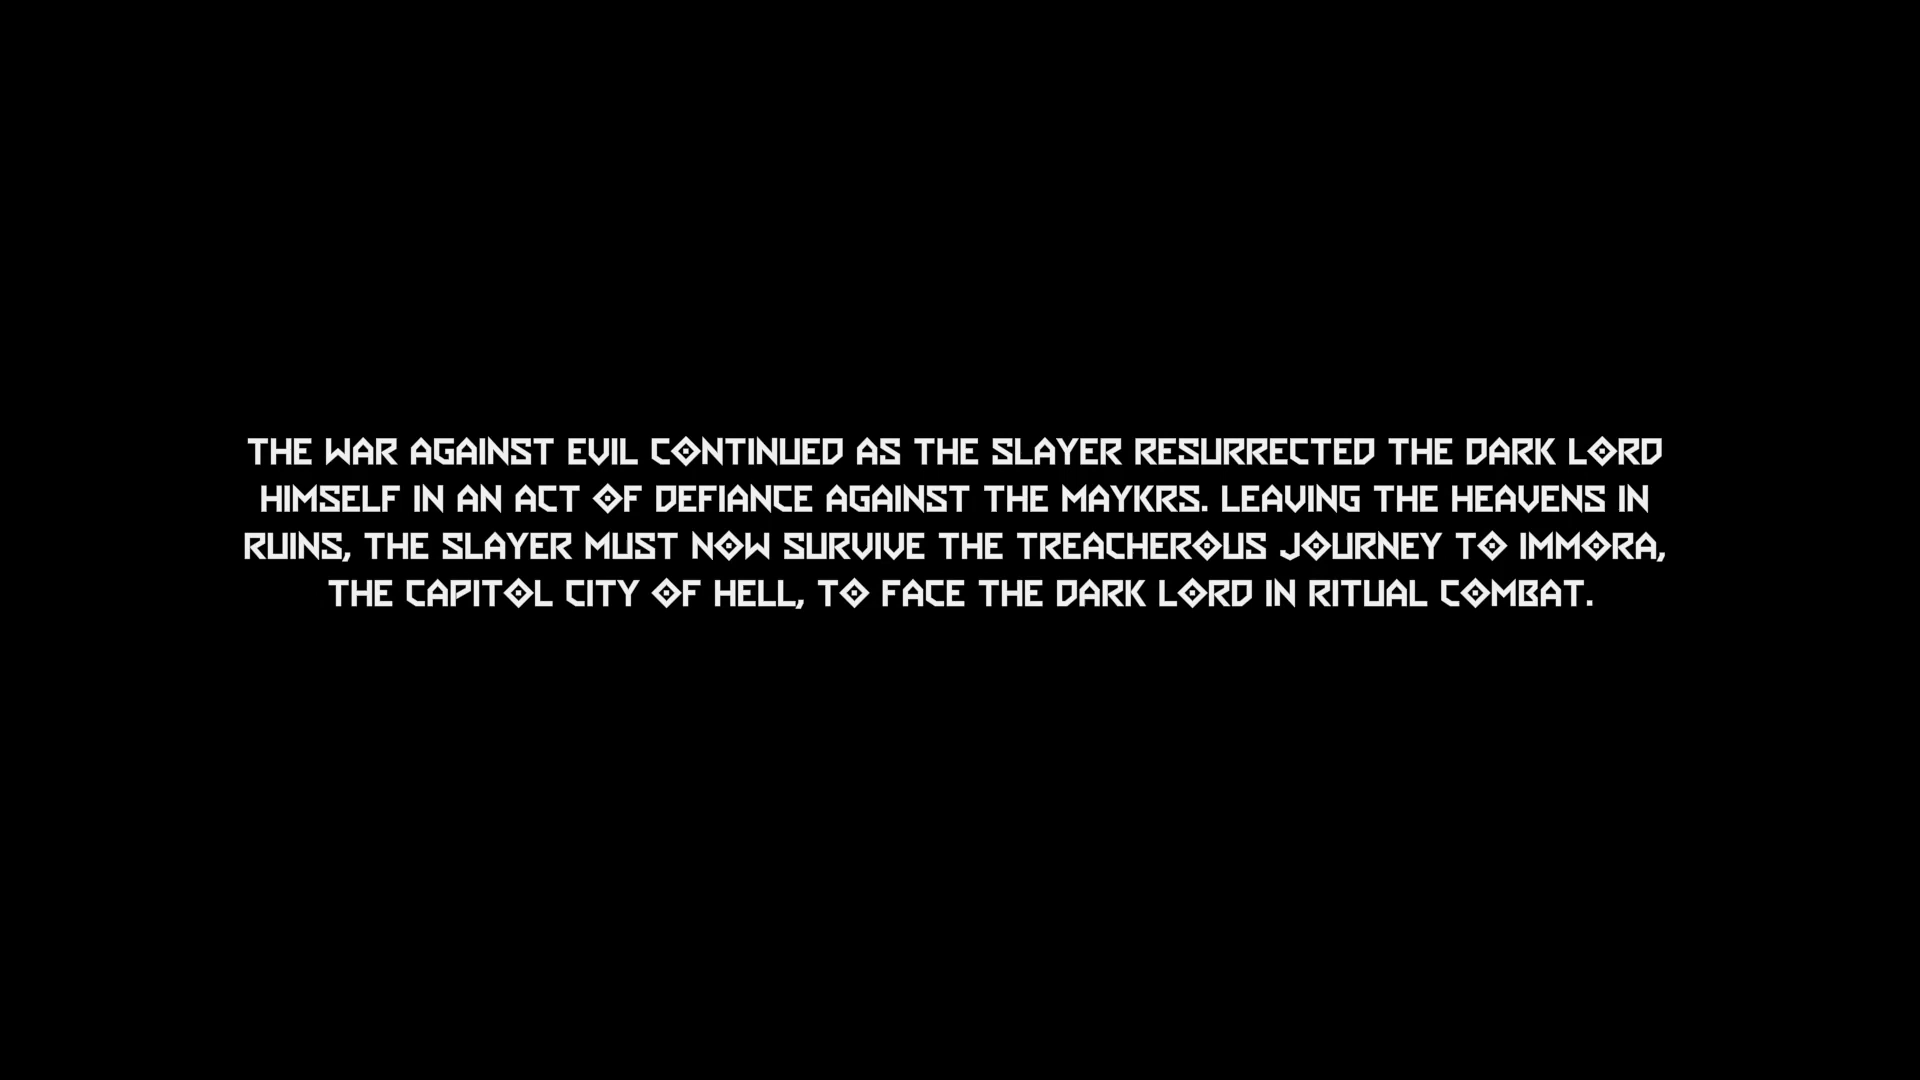 THE WAR AGAINST EVIL CONTINUED AS THE SLAYER RESURRECTED THE DARK LORD
HIMSELF IN AN ACT OF DEFIANCE AGAINST THE MAYKRS. LEAVING THE HEAVENS IN
RUINS, THE SLAYER MUST NOW SURVIVE THE TREACHEROUS JOURNEY TO IMMORA,
THE CAPITOL CITY OF HELL, TO FACE THE DARK LORD IN RITUAL COMBAT.